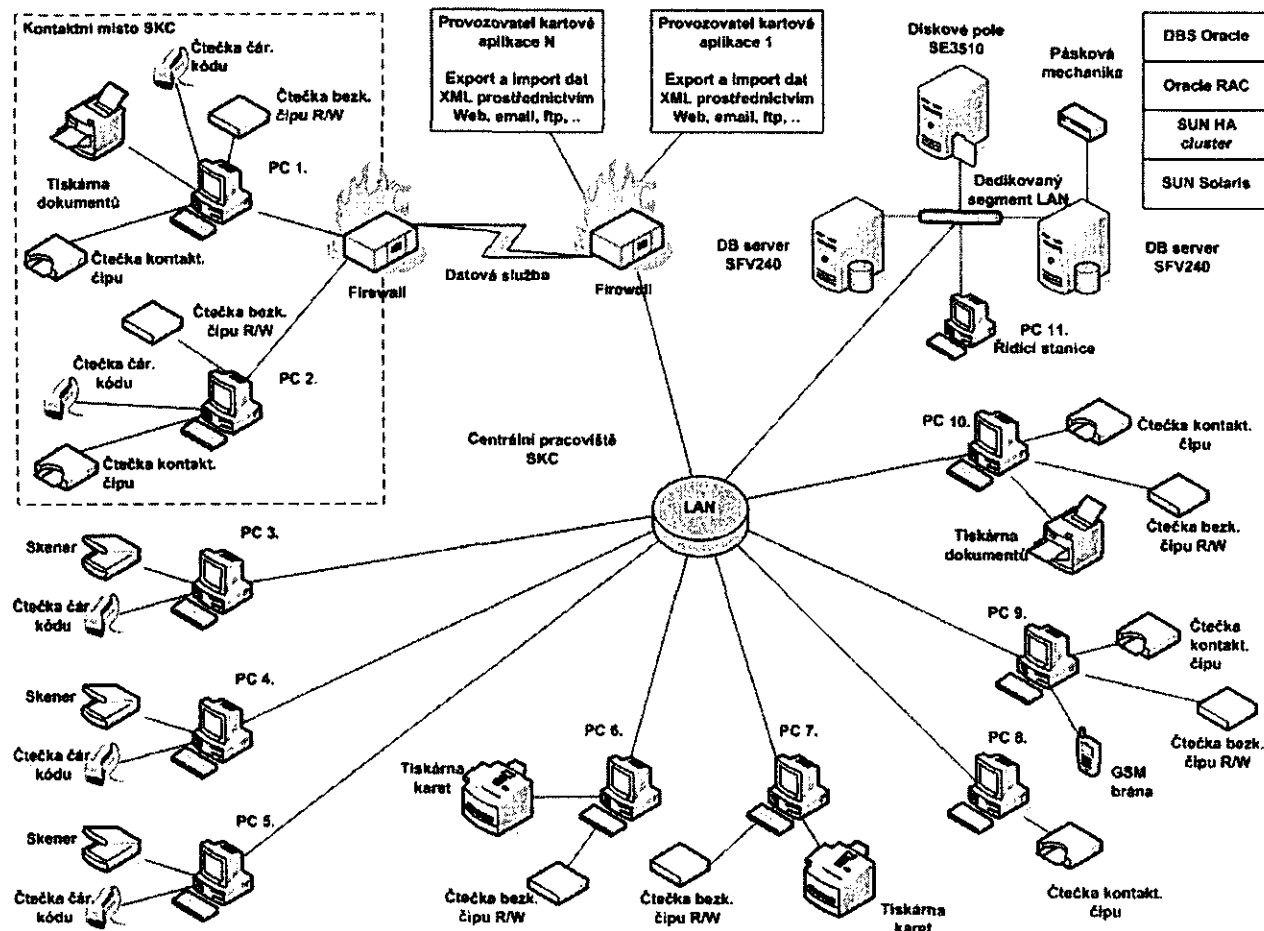 Kontaktní místo SKC
Čtečka čár.
kódu
Čtečka bezk.
čipu R/W
PC 1.
Tiskárna
dokumentů
Čtečka kontakt.
čipu
Čtečka bezk.
čipu R/W
Čtečka čár.
kódu
PC 2.
Čtečka kontakt.
čipu
Firewall
Datová služba
Firewall
Provozovatel kartové
aplikace N
Export a Import dat
XML prostřednictvím
Web, email, ftp, ..
Provozovatel kartové
aplikace 1
Export a Import dat
XML prostřednictvím
Web, email, ftp, ..
Diskové pole
SE3510
Pásková
mechanika
DBS Oracle
Oracle RAC
SUN HA
cluster
SUN Solaris
Dedikovaný
segment LAN
DB server
SFV240
DB server
SFV240
PC 11.
Řídící stanice
Centrální pracoviště
SKC
LAN
PC 10.
Čtečka kontakt.
čipu
Čtečka bezk.
čipu R/W
Tiskárna
dokumentů
Skener
PC 3.
Čtečka čár.
kódu
PC 9.
Čtečka
kontakt.
čipu
Čtečka bezk.
čipu R/W
GSM
brána
Skener
PC 4.
Čtečka čár.
kódu
PC 6.
Tiskárna
karet
Čtečka bezk.
čipu R/W
PC 7.
Čtečka bezk.
čipu R/W
Tiskárna
karet
PC 8.
Čtečka kontakt.
čipu
Skener
PC 5.
Čtečka čár.
kódu